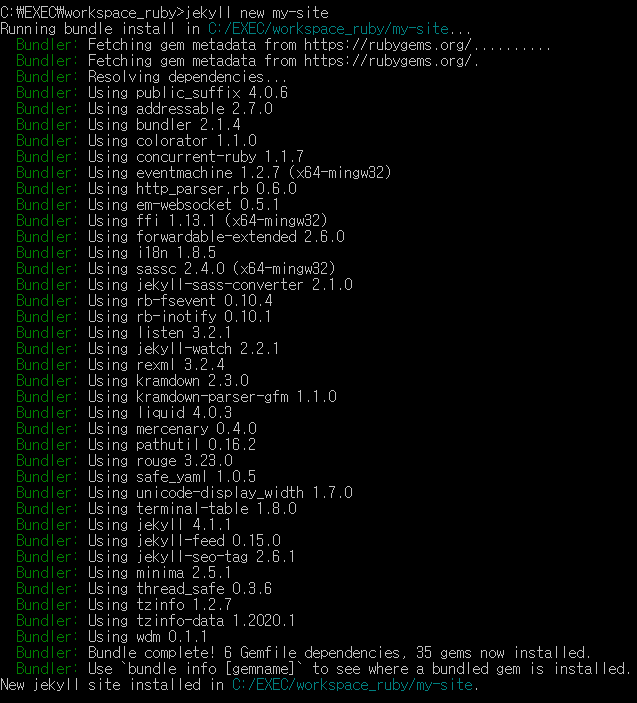 C:₩EXEC₩workspace_ruby>jekyll new my-site
Running bundle install in C:/EXEC/workspace_ruby/my-site...
Bundler: Fetching gem metadata from https://rubygems.org/..........
Bundler: Fetching gem metadata from https://rubygems.org/.
Bundler: Resolving dependencies...
Bundler: Using public_suffix 4.0.6
Bundler: Using addressable 2.7.0
Bundler: Using bundler 2.1.4
Bundler: Using colorator 1.1.0
Bundler: Using concurrent-ruby 1.1.7
Bundler: Using eventmachine 1.2.7 (x64-mingw32)
Bundler: Using http_parser.rb 0.6.0
Bundler: Using em-websocket 0.5.1
Bundler: Using ffi 1.13.1 (x64-mingw32)
Bundler: Using forwardable-extended 2.6.0
Bundler: Using i18n 1.8.5
Bundler: Using sassc 2.4.0 (x64-mingw32)
Bundler: Using jekyll-sass-converter 2.1.0
Bundler: Using rb-fsevent 0.10.4
Bundler: Using rb-inotify 0.10.1
Bundler: Using listen 3.2.1
Bundler: Using jekyll-watch 2.2.1
Bundler: Using rexml 3.2.4
Bundler: Using kramdown 2.3.0
Bundler: Using kramdown-parser-gfm 1.1.0
Bundler: Using liquid 4.0.3
Bundler: Using mercenary 0.4.0
Bundler: Using pathutil 0.16.2
Bundler: Using rouge 3.23.0
Bundler: Using safe_yaml 1.0.5
Bundler: Using unicode-display_width 1.7.0
Bundler: Using terminal-table 1.8.0
Bundler: Using jekyll 4.1.1
Bundler: Using jekyll-feed 0.15.0
Bundler: Using jekyll-seo-tag 2.6.1
Bundler: Using minima 2.5.1
Bundler: Using thread_safe 0.3.6
Bundler: Using tzinfo 1.2.7
Bundler: Using tzinfo-data 1.2020.1
Bundler: Using wdm 0.1.1
Bundler: Bundle complete! 6 Gemfile dependencies, 35 gems now installed.
Bundler: Use `bundle info [gemname]` to see where a bundled gem is installed.
New jekyll site installed in C:/EXEC/workspace_ruby/my-site.